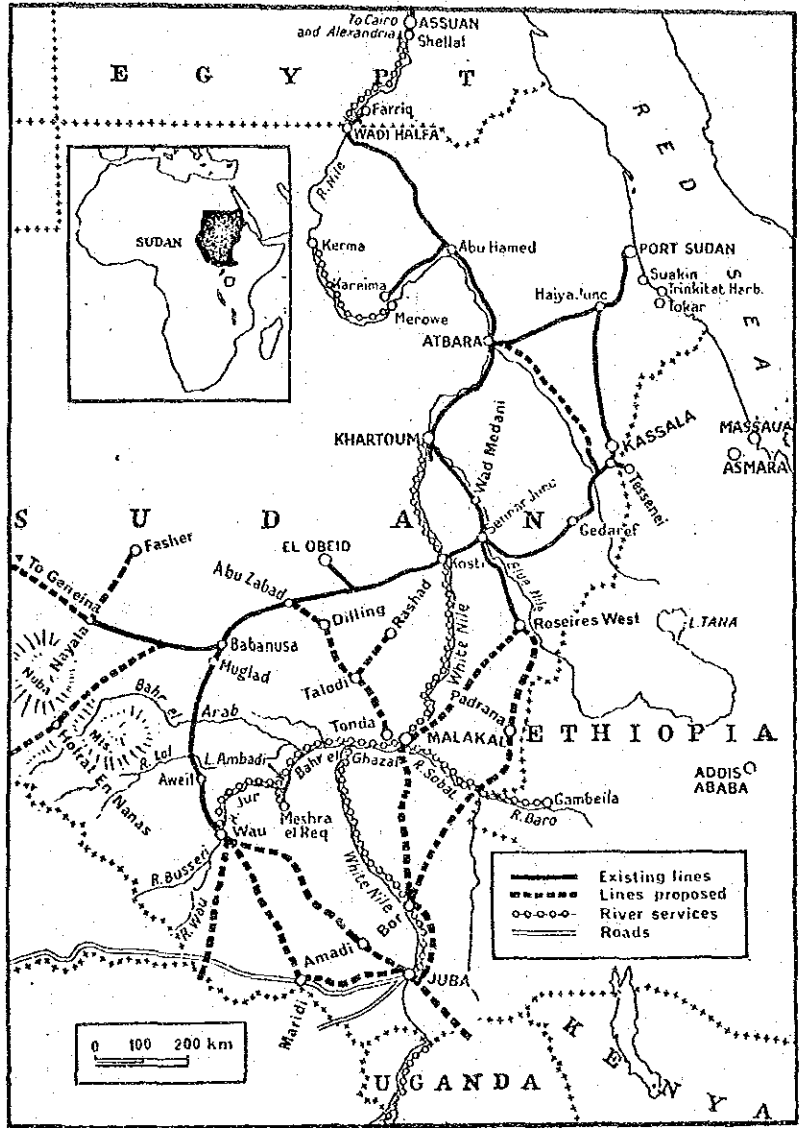 To Cairo
and Alexandria
ASSUAN
Shellal
E G Y P T
Farriq
WADI HALFA
R. Nile
RED SEA
SUDAN
Kerma
Abu Hamed
PORT SUDAN
Kareima
Suakin
Trinkitat Harb.
Haiya Junc
Tokar
Merowe
ATBARA
KHARTOUM
Wad Medani
KASSALA
MASSAUA
ASMARA
Tessenei
S U D A N
Sennar Junc
Gedaref
Fasher
EL OBEID
Kosti
To Geneina
Abu Zabad
Rashad
Blue Nile
Dilling
White Nile
Roseires West
L. TANA
Nayala
Babanusa
Nuba
Muglad
Talodi
Padrana
Bahr el Arab
Tonda
MALAKAL
ETHIOPIA
Mts
R. Lol
L. Ambadi
Bahr el Ghazal
R. Sobat
ADDIS
ABABA
Hofrat En Nanas
Aweil
Jur
Gambeila
R. Baro
Meshra
el Req
Wau
White Nile
Existing lines
Lines proposed
River services
Roads
R. Busseri
R. Wau
Bor
Amadi
JUBA
Maridi
0 100 200 km
KENYA
UGANDA